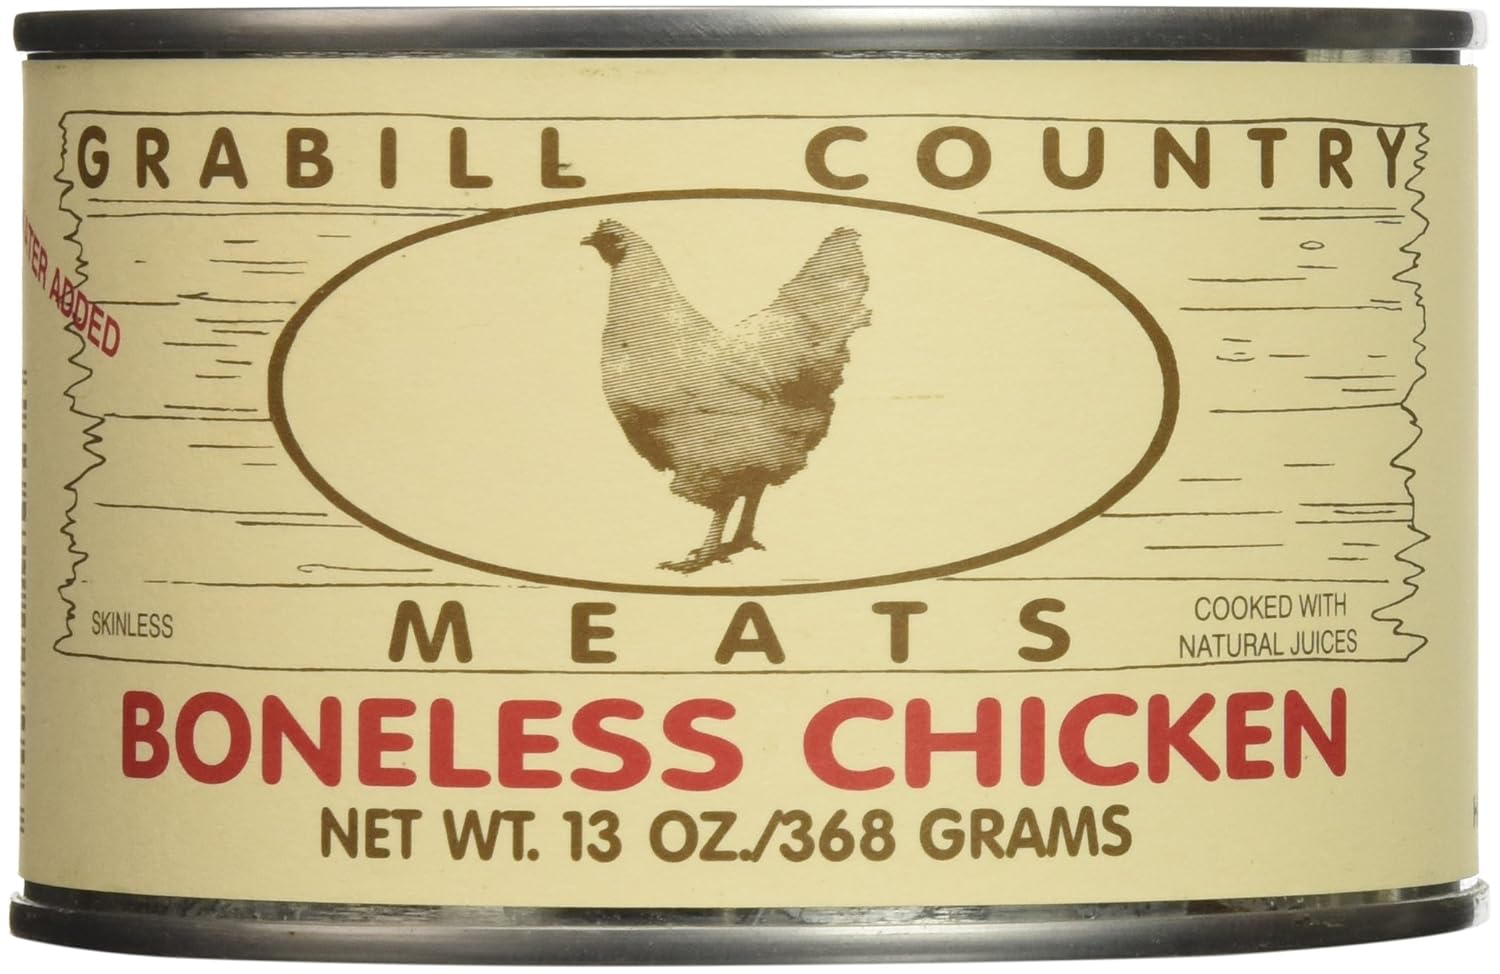 GRABILL COUNTRY
ADDED
SKINLESS
MEATS
COOKED WITH
NATURAL JUICES
BONELESS CHICKEN
NET WT. 13 OZ./368 GRAMS